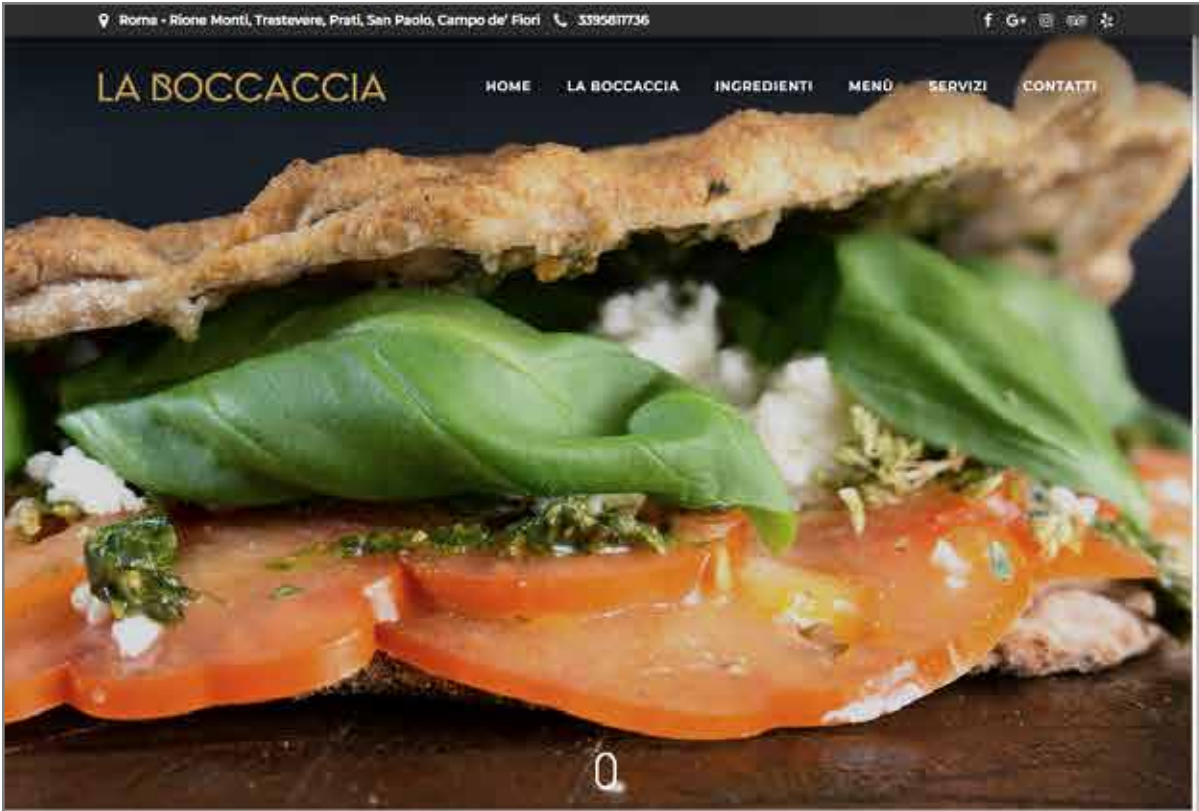 Roma - Rione Monti, Trastevere, Prati, San Paolo, Campo de' Fiori 3395811736
LA BOCCACCIA
HOME LA BOCCACCIA INGREDIENTI MENÙ SERVIZI CONTATTI